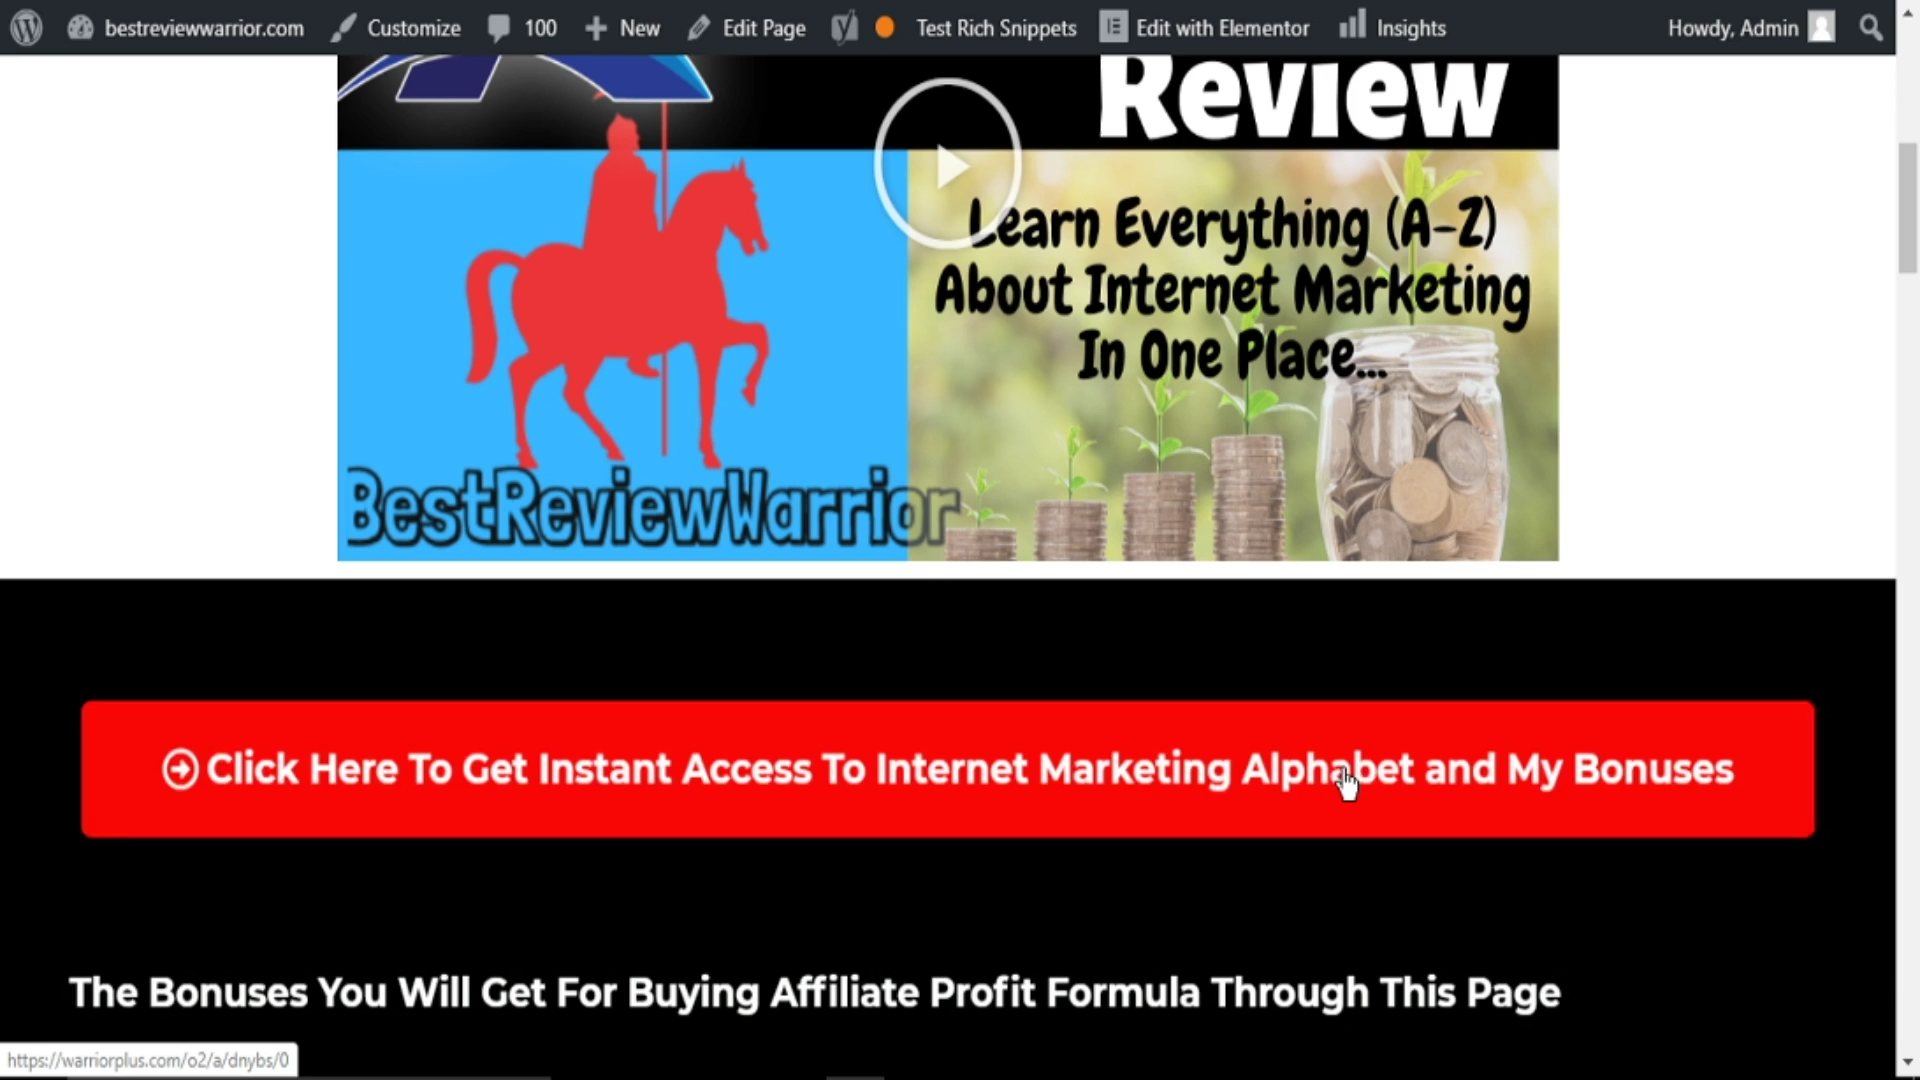 bestreviewwarrior.com Customize 100 New Edit Page Test Rich Snippets Edit with Elementor Insights Howdy, Admin
Review
Learn Everything (A-Z)
About Internet Marketing
In One Place...
BestReviewWarrior
Click Here To Get Instant Access To Internet Marketing Alphabet and My Bonuses
The Bonuses You Will Get For Buying Affiliate Profit Formula Through This Page
https://warriorplus.com/o2/a/dnybs/0